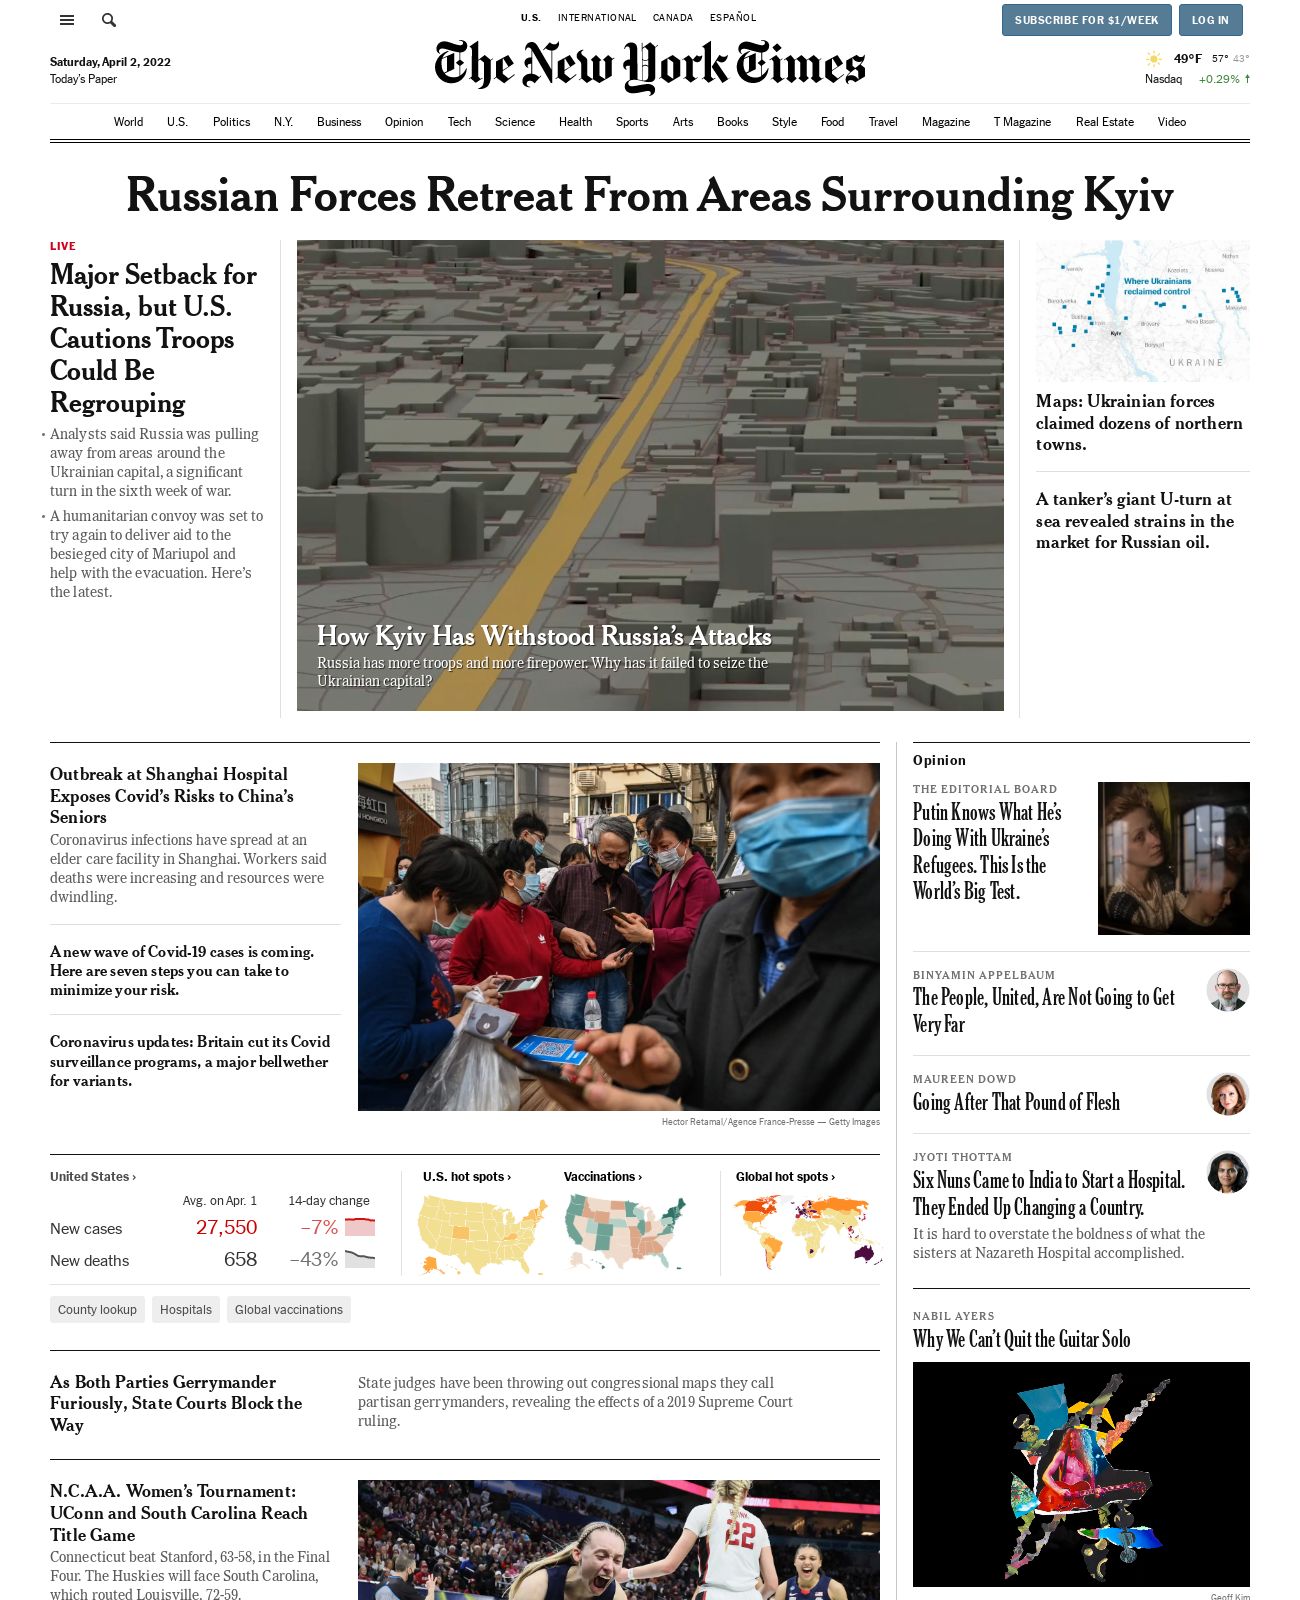 U.S. INTERNATIONAL CANADA ESPAÑOL
SUBSCRIBE FOR $1/WEEK LOG IN
Saturday, April 2, 2022
Today's Paper
The New York Times
49°F 57° 43°
Nasdaq +0.29% ↑
World U.S. Politics N.Y. Business Opinion Tech Science Health Sports Arts Books Style Food Travel Magazine T Magazine Real Estate Video
Russian Forces Retreat From Areas Surrounding Kyiv
LIVE
Major Setback for
Russia, but U.S.
Cautions Troops
Could Be
Regrouping
• Analysts said Russia was pulling
away from areas around the
Ukrainian capital, a significant
turn in the sixth week of war.
• A humanitarian convoy was set to
try again to deliver aid to the
besieged city of Mariupol and
help with the evacuation. Here's
the latest.
How Kyiv Has Withstood Russia's Attacks
Russia has more troops and more firepower. Why has it failed to seize the
Ukrainian capital?
Where Ukrainians
reclaimed control
Kyiv
UKRAINE
Maps: Ukrainian forces
claimed dozens of northern
towns.
A tanker's giant U-turn at
sea revealed strains in the
market for Russian oil.
Outbreak at Shanghai Hospital
Exposes Covid's Risks to China's
Seniors
Coronavirus infections have spread at an
elder care facility in Shanghai. Workers said
deaths were increasing and resources were
dwindling.
A new wave of Covid-19 cases is coming.
Here are seven steps you can take to
minimize your risk.
Coronavirus updates: Britain cut its Covid
surveillance programs, a major bellwether
for variants.
Hector Retamal/Agence France-Presse — Getty Images
United States ›
Avg. on Apr. 1 14-day change
New cases 27,550 –7%
New deaths 658 –43%
U.S. hot spots ›
Vaccinations ›
Global hot spots ›
County lookup Hospitals Global vaccinations
As Both Parties Gerrymander
Furiously, State Courts Block the
Way
State judges have been throwing out congressional maps they call
partisan gerrymanders, revealing the effects of a 2019 Supreme Court
ruling.
N.C.A.A. Women's Tournament:
UConn and South Carolina Reach
Title Game
Connecticut beat Stanford, 63-58, in the Final
Four. The Huskies will face South Carolina,
which routed Louisville, 72-59.
22
Opinion
THE EDITORIAL BOARD
Putin Knows What He's
Doing With Ukraine's
Refugees. This Is the
World's Big Test.
BINYAMIN APPELBAUM
The People, United, Are Not Going to Get
Very Far
MAUREEN DOWD
Going After That Pound of Flesh
JYOTI THOTTAM
Six Nuns Came to India to Start a Hospital.
They Ended Up Changing a Country.
It is hard to overstate the boldness of what the
sisters at Nazareth Hospital accomplished.
NABIL AYERS
Why We Can't Quit the Guitar Solo
Geoff Kim